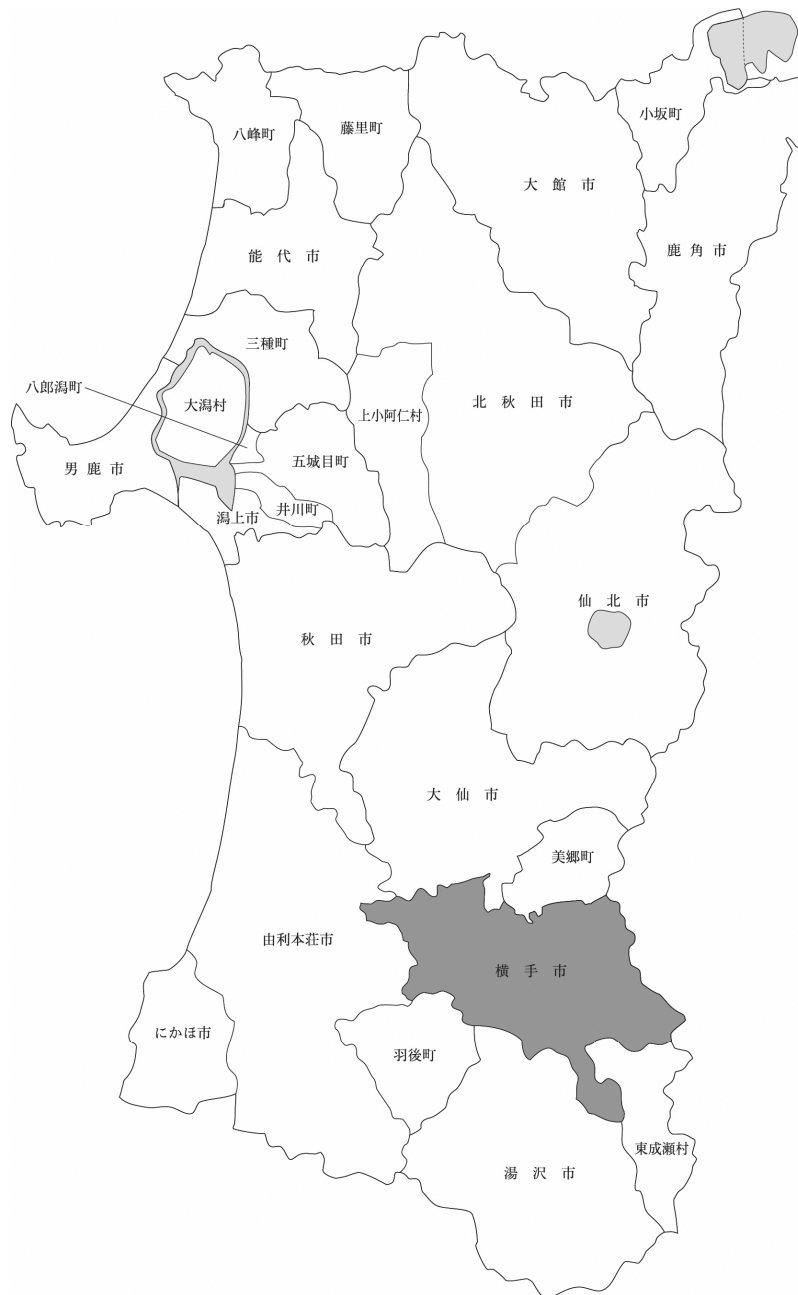 小坂町
八峰町
藤里町
大館市
鹿角市
能代市
三種町
八郎潟町
大潟村
上小阿仁村
北秋田市
男鹿市
五城目町
井川町
潟上市
仙北市
秋田市
大仙市
美郷町
由利本荘市
横手市
にかほ市
羽後町
東成瀬村
湯沢市